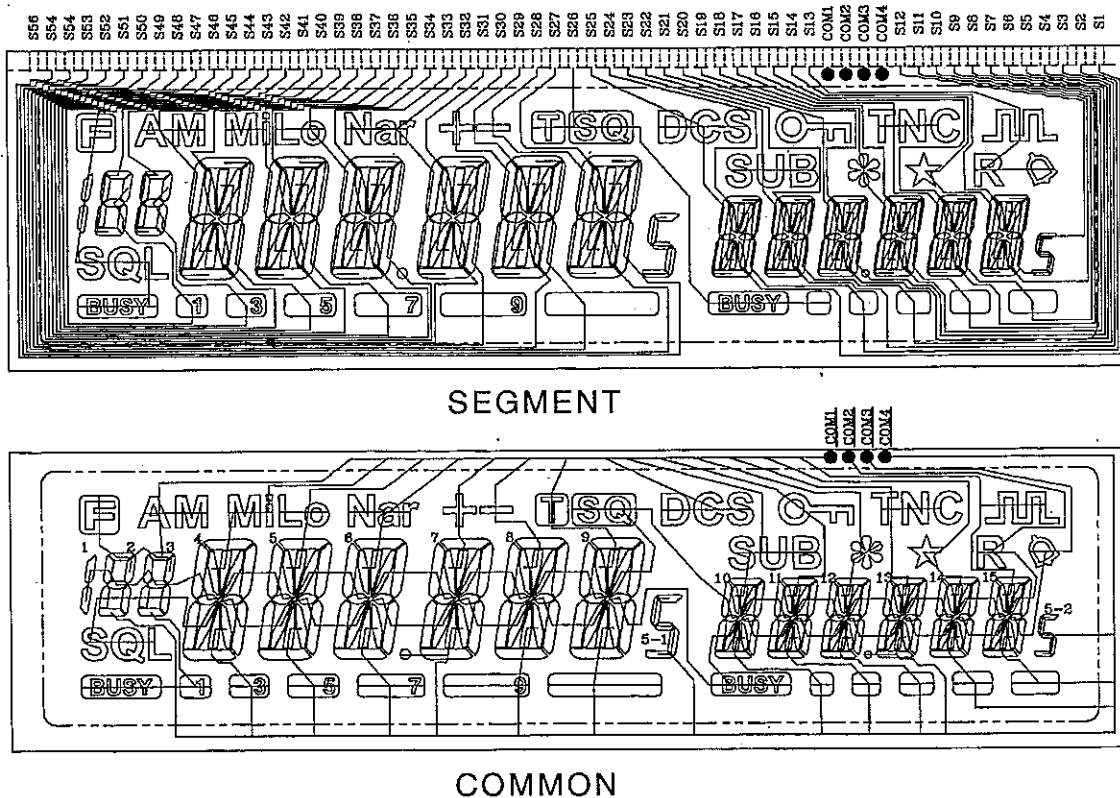 S56 S54 S54 S53 S52 S51 S50 S49 S48 S47 S46 S45 S44 S43 S42 S41 S40 S39 S38 S37 S36 S35 S34 S33 S32 S31 S30 S29 S28 S27 S26 S25 S24 S23 S22 S21 S20 S19 S18 S17 S16 S15 S14 S13 COM1 COM2 COM3 COM4 S12 S11 S10 S9 S8 S7 S6 S5 S4 S3 S2 S1
F AM MiLo Nar +- T SQ DCS TNC
SUB R
SQL
BUSY 1 3 5 7 9 BUSY
SEGMENT
COM1 COM2 COM3 COM4
F AM MiLo Nar +- T SQ DCS TNC
SUB R
1 2 3 4 5 6 7 8 9 10 11 12 13 14 15
SQL 5-1 5-2
BUSY 1 3 5 7 9 BUSY
COMMON